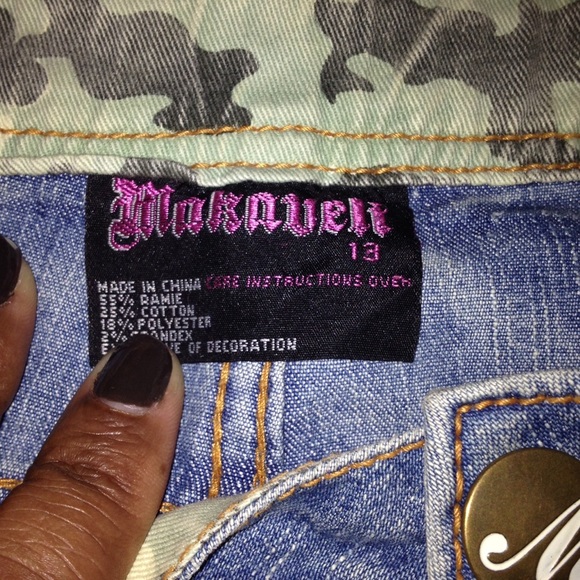 Makaveli
13
MADE IN CHINA CARE INSTRUCTIONS OVER
55% RAMIE
25% COTTON
18% POLYESTER
2%
OF DECORATION
M